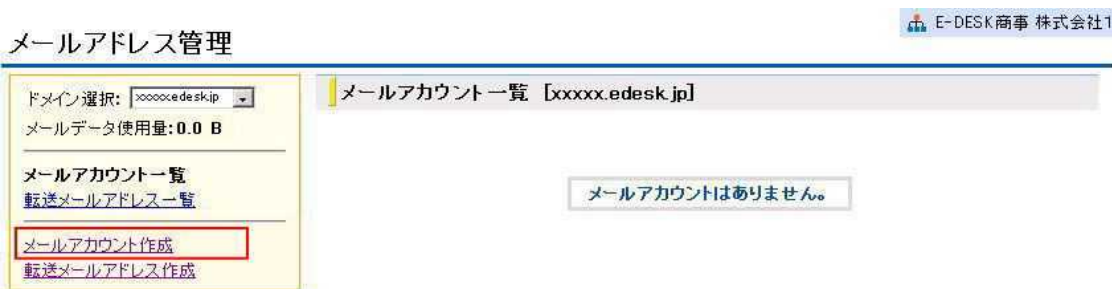 E-DESK商事 株式会社1
メールアドレス管理
ドメイン選択: xxxxx.edesk.jp
メールデータ使用量:0.0 B
メールアカウント一覧
転送メールアドレス一覧
メールアカウント作成
転送メールアドレス作成
メールアカウント一覧 [xxxxx.edesk.jp]
メールアカウントはありません。